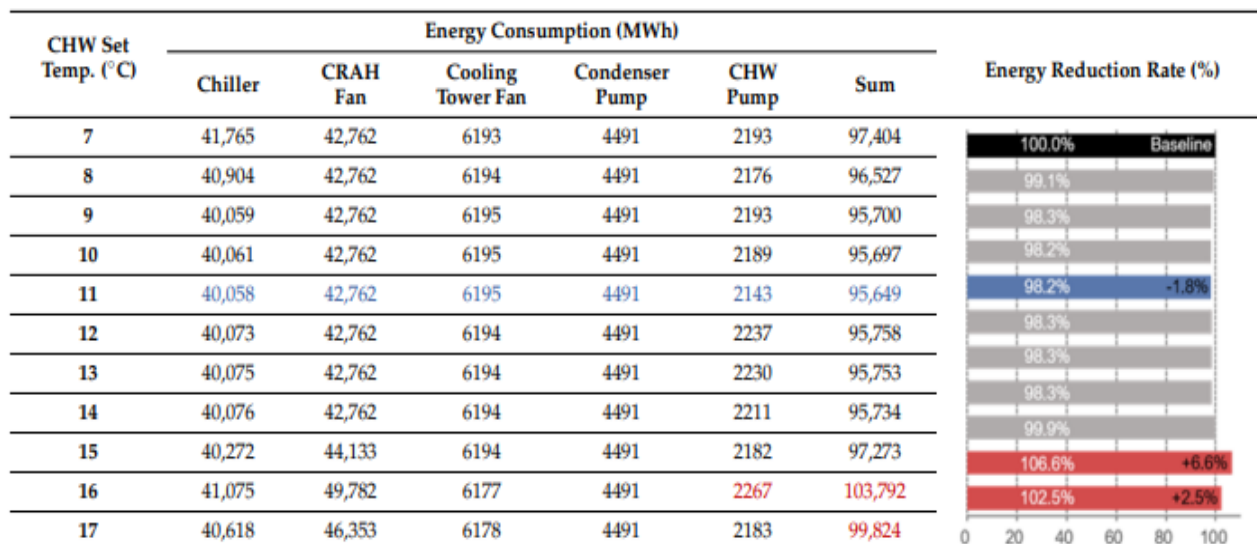 CHW Set Temp. (°C) Energy Consumption (MWh) Energy Reduction Rate (%)
Chiller CRAH Fan Cooling Tower Fan Condenser Pump CHW Pump Sum
7 41,765 42,762 6193 4491 2193 97,404 100.0% Baseline
8 40,904 42,762 6194 4491 2176 96,527 99.1%
9 40,059 42,762 6195 4491 2193 95,700 98.3%
10 40,061 42,762 6195 4491 2189 95,697 98.2%
11 40,058 42,762 6195 4491 2143 95,649 98.2% -1.8%
12 40,073 42,762 6194 4491 2237 95,758 98.3%
13 40,075 42,762 6194 4491 2230 95,753 98.3%
14 40,076 42,762 6194 4491 2211 95,734 98.3%
15 40,272 44,133 6194 4491 2182 97,273 99.9%
16 41,075 49,782 6177 4491 2267 103,792 106.6% +6.6%
17 40,618 46,353 6178 4491 2183 99,824 102.5% +2.5%
0 20 40 60 80 100